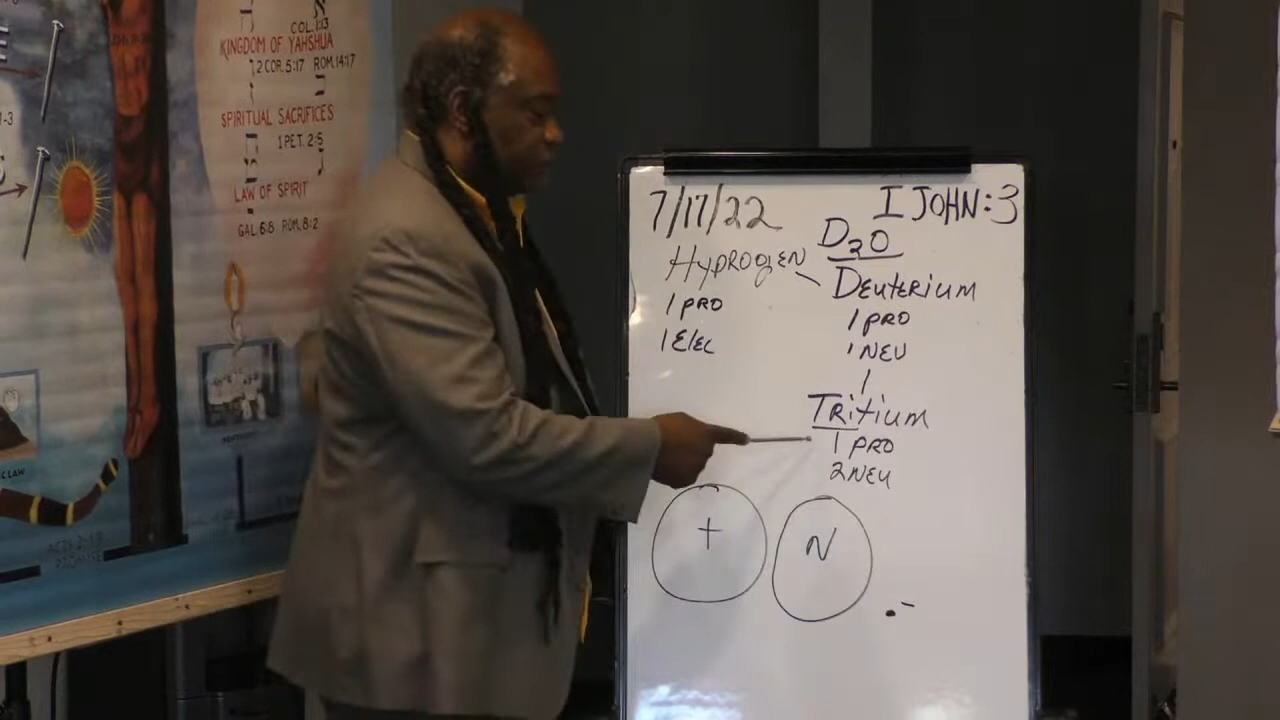 COL. 1:13
KINGDOM OF YAHSHUA
2 COR. 5:17 ROM. 14:17
SPIRITUAL SACRIFICES
1 PET. 2:5
LAW OF SPIRIT
GAL. 6:8 ROM. 8:2
LAW
7/17/22
I JOHN:3
D2O
HYDROGEN
DEUTERIUM
1 PRO
1 PRO
1 ELEC
1 NEU
TRITIUM
1 PRO
2 NEU
+
N
-